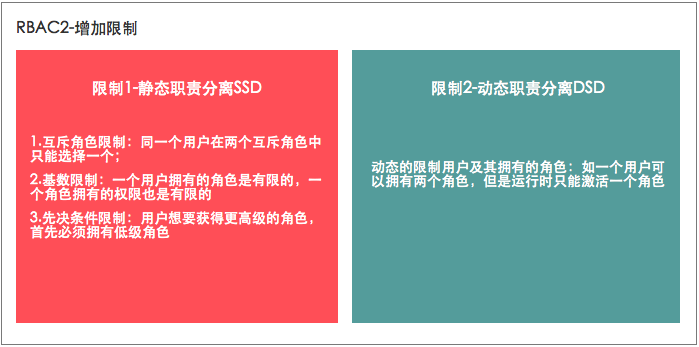 RBAC2-增加限制
限制1-静态职责分离SSD
1.互斥角色限制：同一个用户在两个互斥角色中
只能选择一个；
2.基数限制：一个用户拥有的角色是有限的，一
个角色拥有的权限也是有限的
3.先决条件限制：用户想要获得更高级的角色，
首先必须拥有低级角色
限制2-动态职责分离DSD
动态的限制用户及其拥有的角色：如一个用户可
以拥有两个角色，但是运行时只能激活一个角色